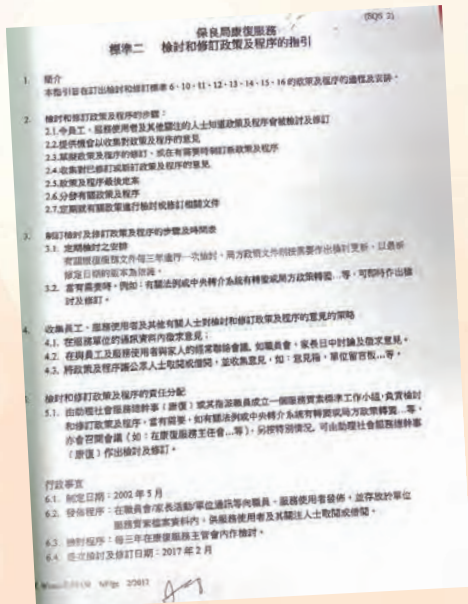 (SQS 2)
保良局康復服務
標準二 檢討和修訂政策及程序的指引
1. 簡介
本指引旨在訂出檢討和修訂標準 6、10、11、12、13、14、15、16的政策及程序的過程及安排。
2. 檢討和修訂政策及程序的步驟：
2.1.令員工、服務使用者及其他關注的人士知道政策及程序會被檢討及修訂
2.2.提供機會以收集對政策及程序的意見
2.3.草擬政策及程序的修訂、或在有需要時制訂新政策及程序
2.4.收集對已修訂或新訂政策及程序的意見
2.5.政策及程序最後定案
2.6.分發有關政策及程序
2.7.定期就有關政策進行檢討或修訂相關文件
3. 制訂檢討及修訂政策及程序的步驟及時間表
3.1. 定期檢討之安排
有關康復服務文件每三年進行一次檢討，局方政策文件則按需要作出檢討更新，以最新
修定日期的版本為依據。
3.2. 當有需要時，例如：有關法例或中央轉介系統有轉變或局方政策轉變…等，可即時作出檢
討及修訂。
4. 收集員工、服務使用者及其他有關人士對檢討和修訂政策及程序的意見的策略
4.1. 在服務單位的通訊資料內徵求意見；
4.2. 在與員工及服務使用者與家人的經常聯絡會議，如職員會、家長日中討論及徵求意見。
4.3. 將政策及程序讓公眾人士取閱或借閱，並收集意見，如：意見箱，單位留言板…等。
檢討和修訂政策及程序的責任分配
5.1. 由助理社會服務總幹事（康復）或其指派職員成立一個服務質素標準工作小組，負責檢討
和修訂政策及程序，當有需要，如有關法例或中央轉介系統有轉變或局方政策轉變…等，
亦會召開會議（如：在康復服務主任會…等），另按特別情況，可由助理社會服務總幹事
（康復）作出檢討及修訂。
行政事宜
6.1. 制定日期：2002 年 5 月
6.2. 發佈程序：在職員會/家長活動/單位通訊等向職員、服務使用者發佈，並存放於單位
服務質素檔案資料內，供服務使用者及其關注人士取閱或借閱。
6.3. 檢討程序：每三年在康復服務主管會內作檢討。
6.4. 是次檢討及修訂日期：2017 年 2 月
2/2017